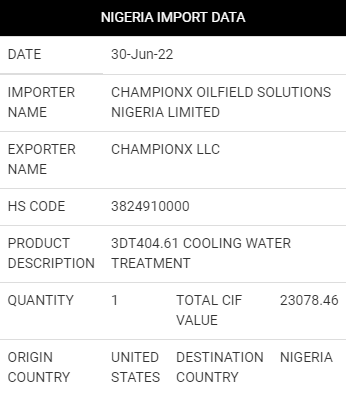 NIGERIA IMPORT DATA
DATE 30-Jun-22
IMPORTER NAME CHAMPIONX OILFIELD SOLUTIONS NIGERIA LIMITED
EXPORTER NAME CHAMPIONX LLC
HS CODE 3824910000
PRODUCT DESCRIPTION 3DT404.61 COOLING WATER TREATMENT
QUANTITY 1 TOTAL CIF VALUE 23078.46
ORIGIN COUNTRY UNITED STATES DESTINATION COUNTRY NIGERIA